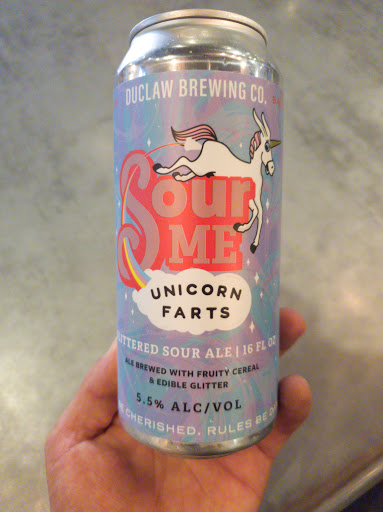 DUCLAW BREWING CO.
Sour
ME
UNICORN
FARTS
SOUR ALE | 16 FL OZ
ALE BREWED WITH FRUITY CEREAL
& EDIBLE GLITTER
5.5% ALC/VOL
CHERISHED. RULES BE